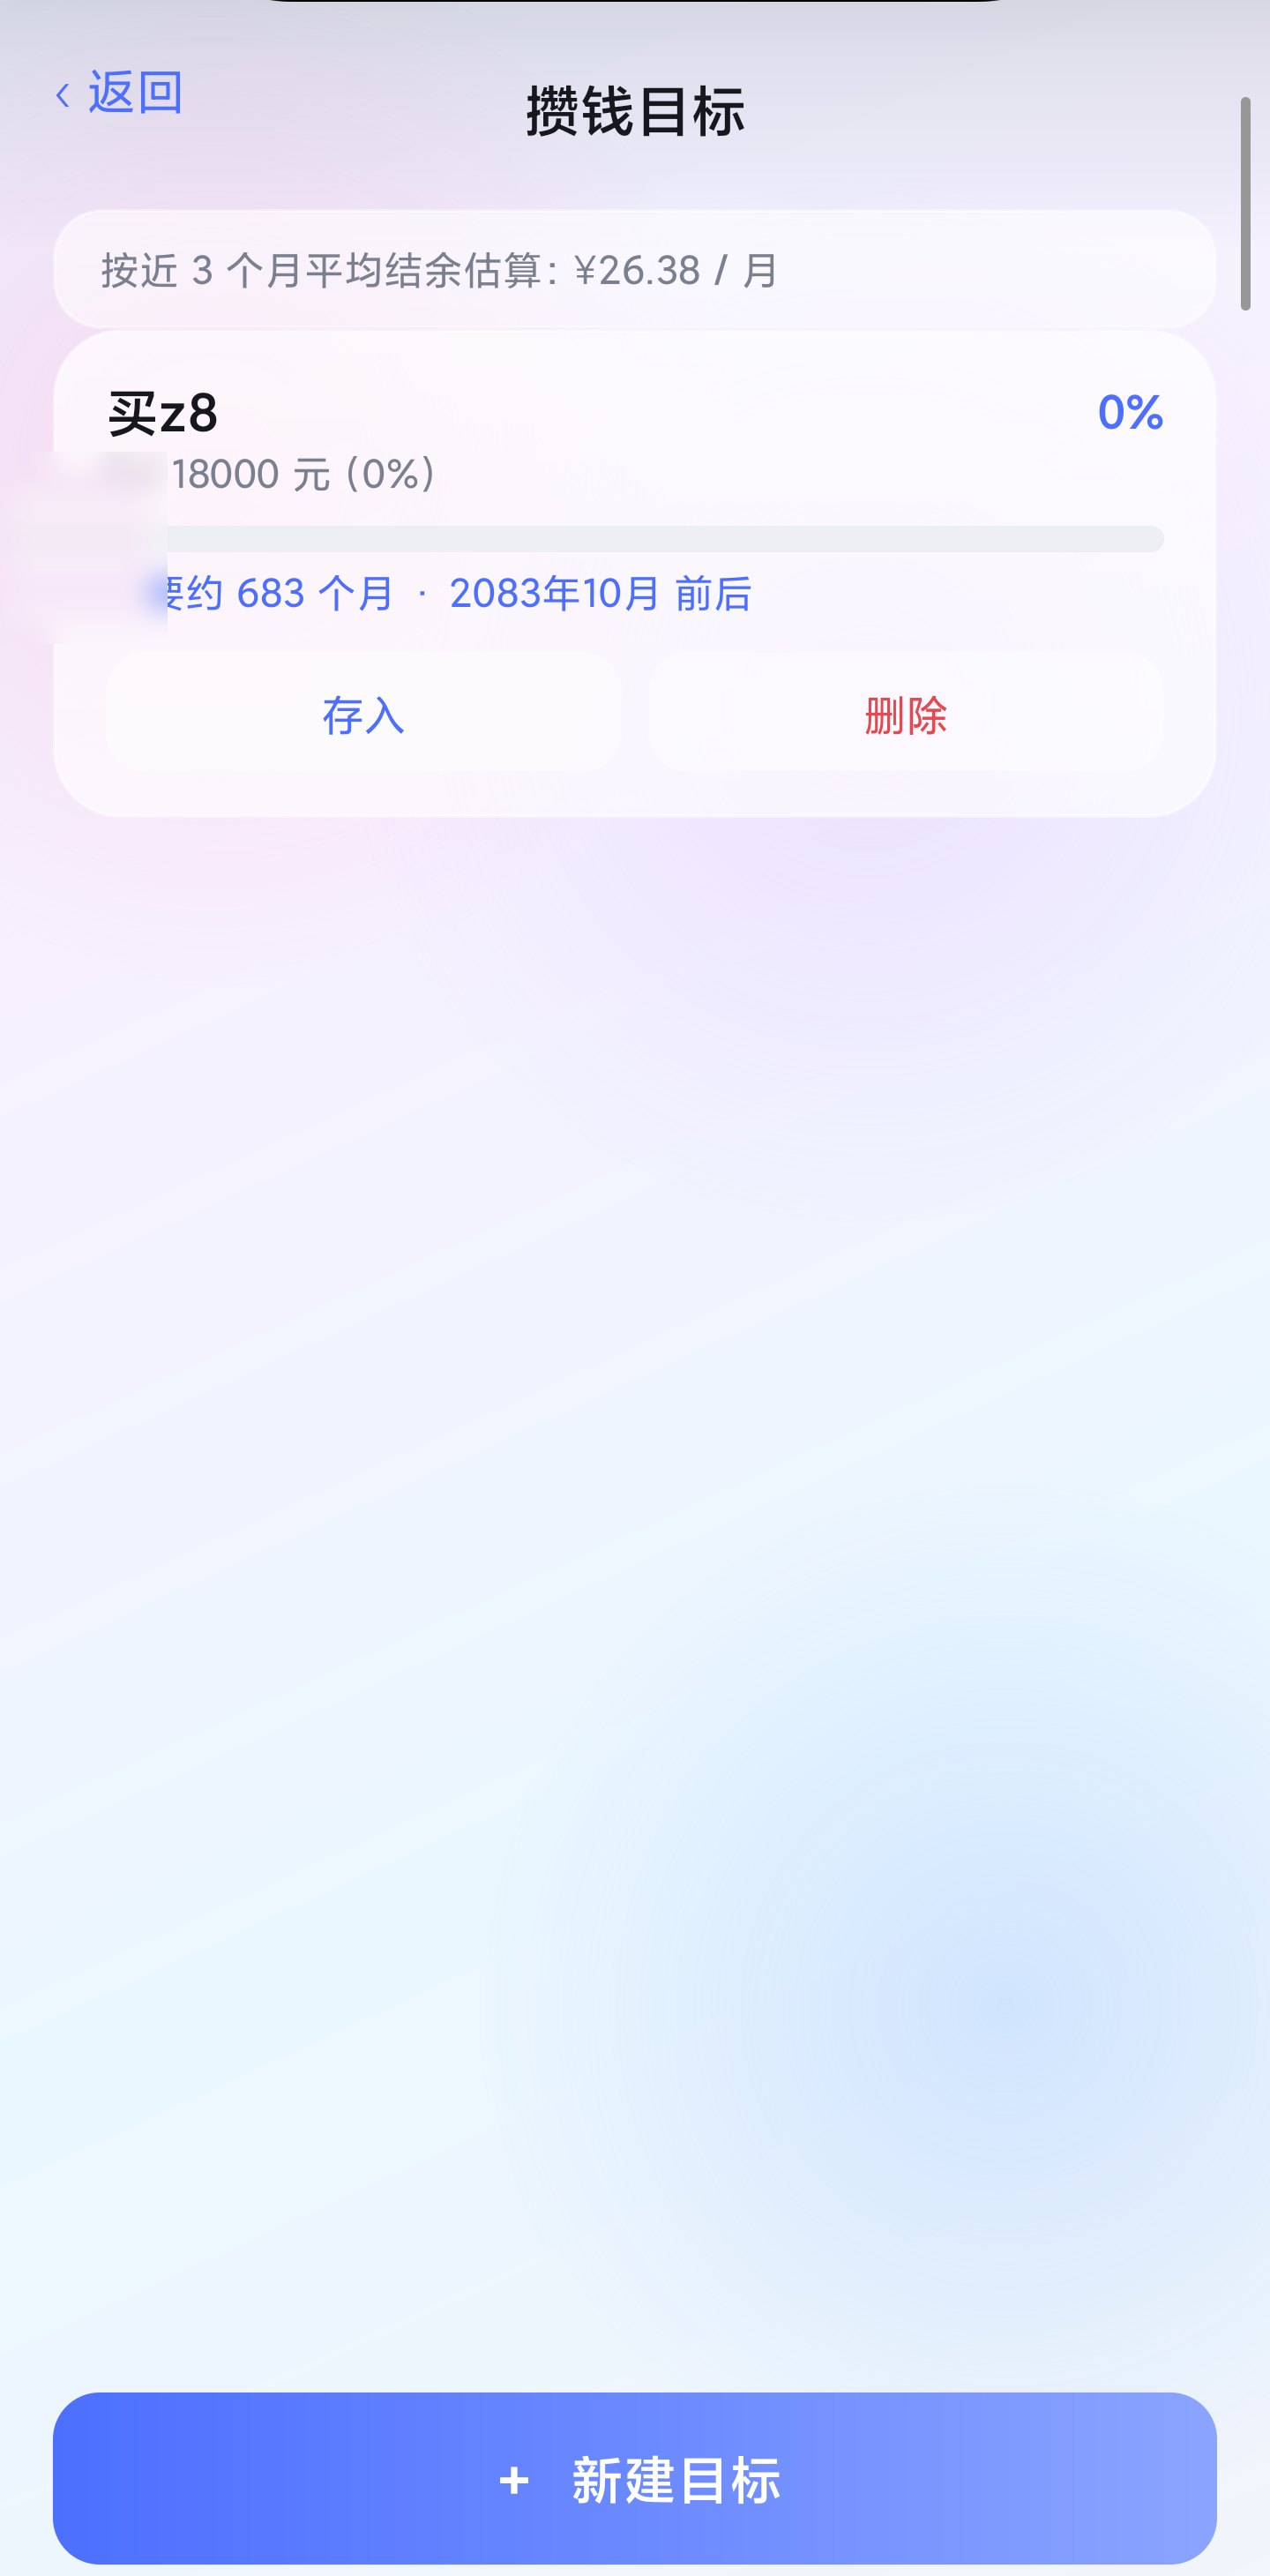 ‹ 返回
攒钱目标
按近 3 个月平均结余估算：¥26.38 / 月
买z8
0%
18000 元 (0%)
要约 683 个月 · 2083年10月 前后
存入
删除
+ 新建目标